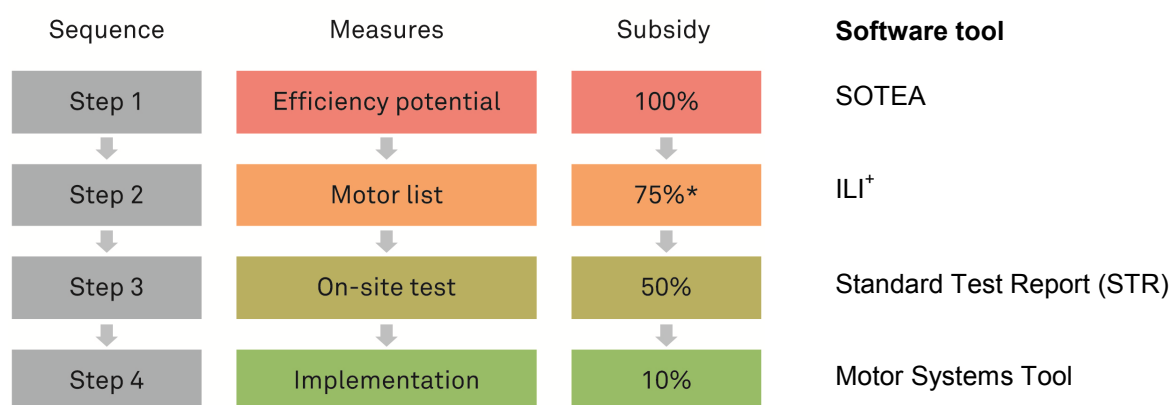 Sequence Measures Subsidy Software tool
Step 1 Efficiency potential 100% SOTEA
Step 2 Motor list 75%* ILI⁺
Step 3 On-site test 50% Standard Test Report (STR)
Step 4 Implementation 10% Motor Systems Tool